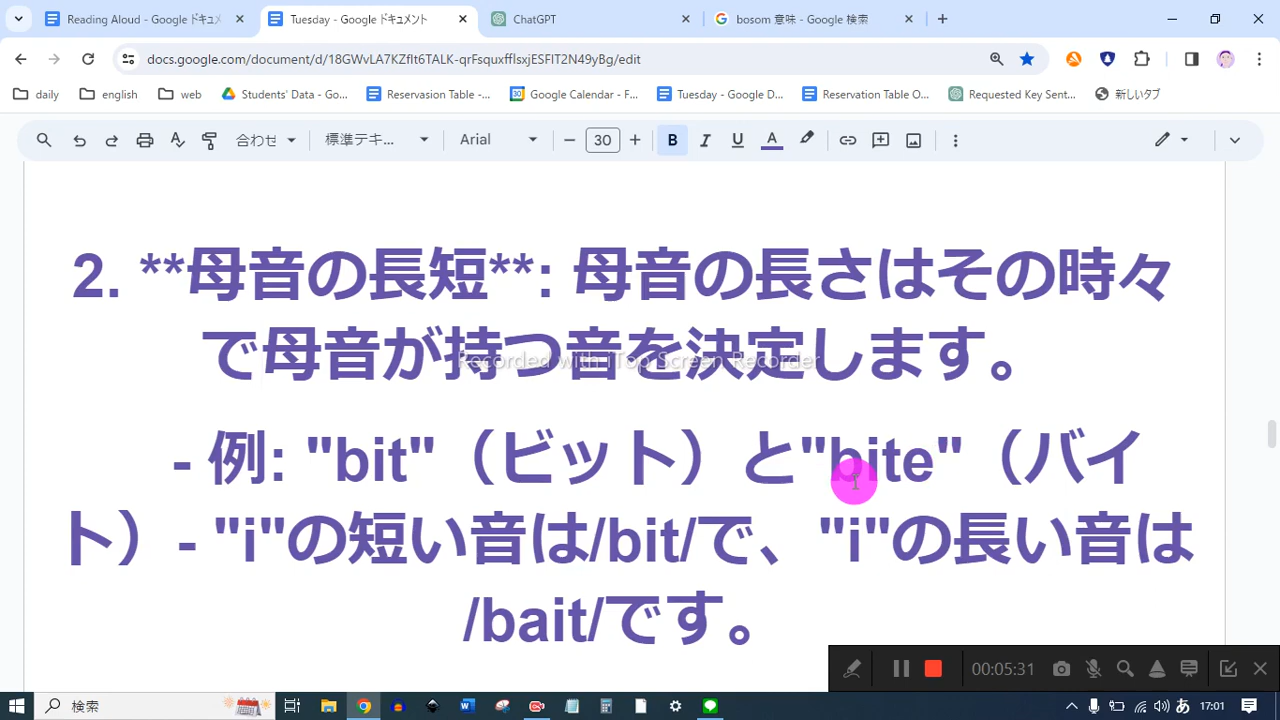 Reading Aloud - Google ドキュメ
Tuesday - Google ドキュメント
ChatGPT
bosom 意味 - Google 検索
docs.google.com/document/d/18GWvLA7KZfIt6TALK-qrFsquxfflsxjESFIT2N49yBg/edit
daily
english
web
Students' Data - Go...
Reservasion Table -...
Google Calendar - F...
Tuesday - Google D...
Reservation Table O...
Requested Key Sent...
新しいタブ
合わせ
標準テキ...
Arial
30
B I U A
2. **母音の長短**: 母音の長さはその時々
で母音が持つ音を決定します。
Recorded with iTop Screen Recorder
- 例: "bit"（ビット）と"bite"（バイ
ト）- "i"の短い音は/bit/で、"i"の長い音は
/bait/です。
00:05:31
検索
あ
17:01